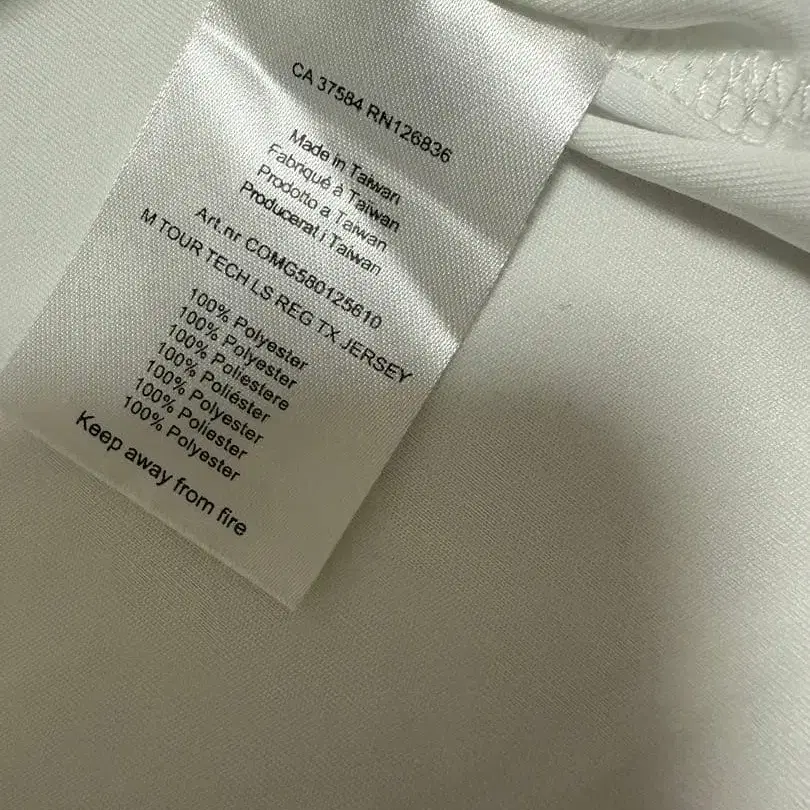 CA 37584 RN126836
Made in Taiwan
Fabriqué à Taiwan
Prodotto a Taiwan
Producerat i Taiwan
Art.nr COMG580125610
M TOUR TECH LS REG TX JERSEY
100% Polyester
100% Polyester
100% Poliestere
100% Poliéster
100% Polyester
100% Poliester
100% Polyester
Keep away from fire